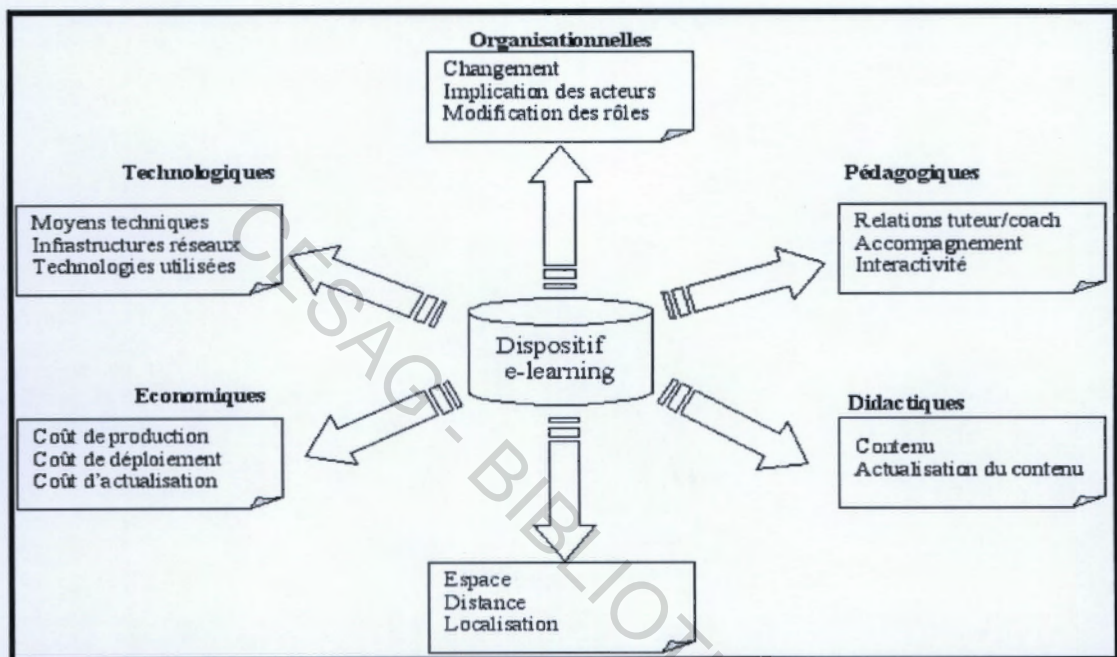 Organisationnelles
Changement
Implication des acteurs
Modification des rôles
Technologiques
Moyens techniques
Infrastructures réseaux
Technologies utilisées
Pédagogiques
Relations tuteur/coach
Accompagnement
Interactivité
Dispositif
e-learning
Economiques
Coût de production
Coût de déploiement
Coût d'actualisation
Didactiques
Contenu
Actualisation du contenu
Espace
Distance
Localisation
CESAG - BIBLIOT